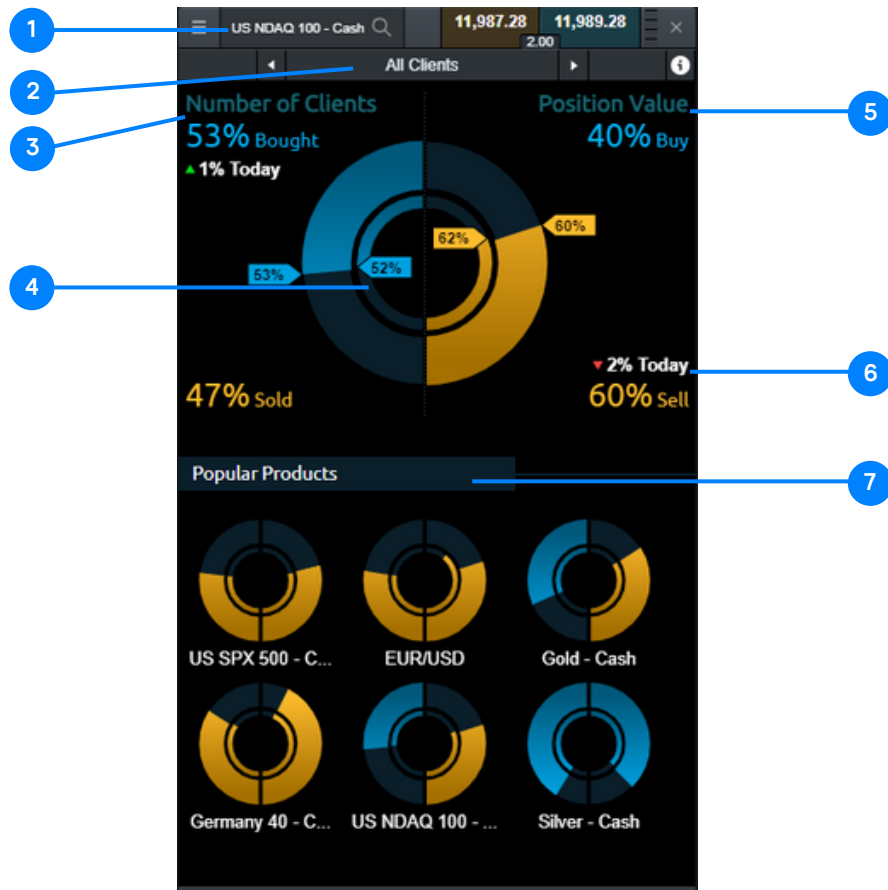 1
US NDAQ 100 - Cash
11,987.28
11,989.28
2.00
2
All Clients
3
Number of Clients
53% Bought
1% Today
Position Value
40% Buy
5
62%
60%
53%
52%
4
2% Today
6
47% Sold
60% Sell
Popular Products
7
US SPX 500 - C...
EUR/USD
Gold - Cash
Germany 40 - C...
US NDAQ 100 - ...
Silver - Cash